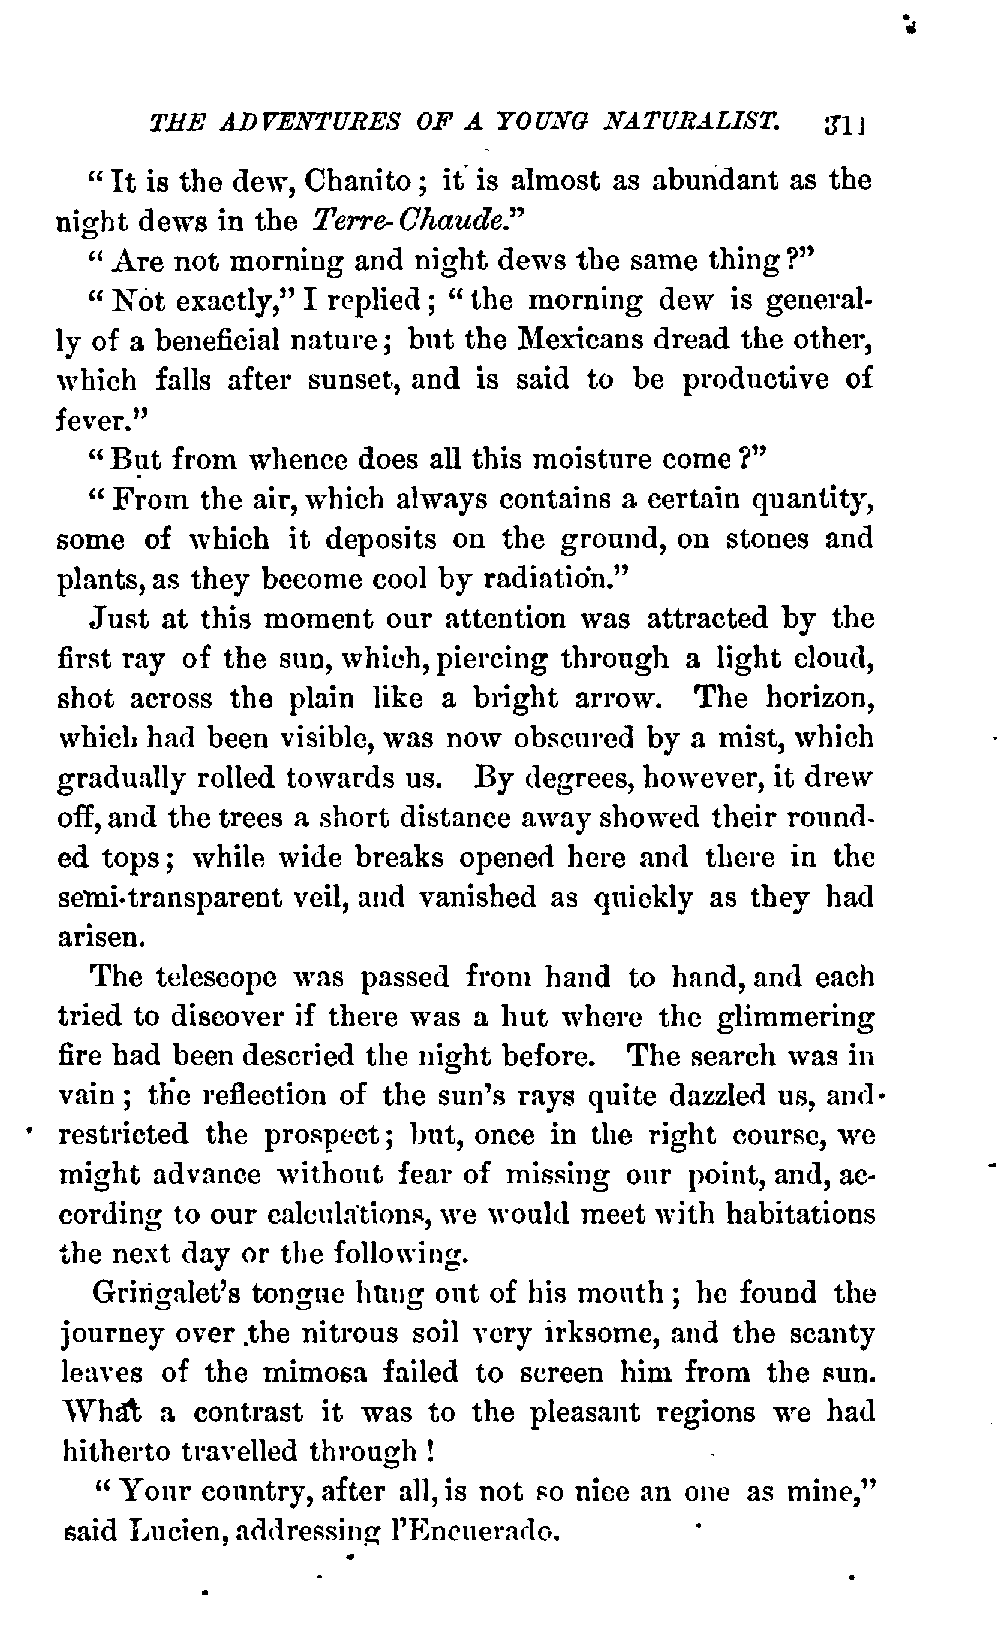 THE ADVENTURES OF A YOUNG NATURALIST. 311
"It is the dew, Chanito; it is almost as abundant as the
night dews in the Terre-Chaude."
"Are not morning and night dews the same thing?"
"Not exactly," I replied; "the morning dew is general-
ly of a beneficial nature; but the Mexicans dread the other,
which falls after sunset, and is said to be productive of
fever."
"But from whence does all this moisture come?"
"From the air, which always contains a certain quantity,
some of which it deposits on the ground, on stones and
plants, as they become cool by radiation."
Just at this moment our attention was attracted by the
first ray of the sun, which, piercing through a light cloud,
shot across the plain like a bright arrow. The horizon,
which had been visible, was now obscured by a mist, which
gradually rolled towards us. By degrees, however, it drew
off, and the trees a short distance away showed their round-
ed tops; while wide breaks opened here and there in the
semi-transparent veil, and vanished as quickly as they had
arisen.
The telescope was passed from hand to hand, and each
tried to discover if there was a hut where the glimmering
fire had been descried the night before. The search was in
vain; the reflection of the sun's rays quite dazzled us, and
restricted the prospect; but, once in the right course, we
might advance without fear of missing our point, and, ac-
cording to our calculations, we would meet with habitations
the next day or the following.
Gringalet's tongue hung out of his mouth; he found the
journey over the nitrous soil very irksome, and the scanty
leaves of the mimosa failed to screen him from the sun.
What a contrast it was to the pleasant regions we had
hitherto travelled through!
"Your country, after all, is not so nice an one as mine,"
said Lucien, addressing l'Encuerado.